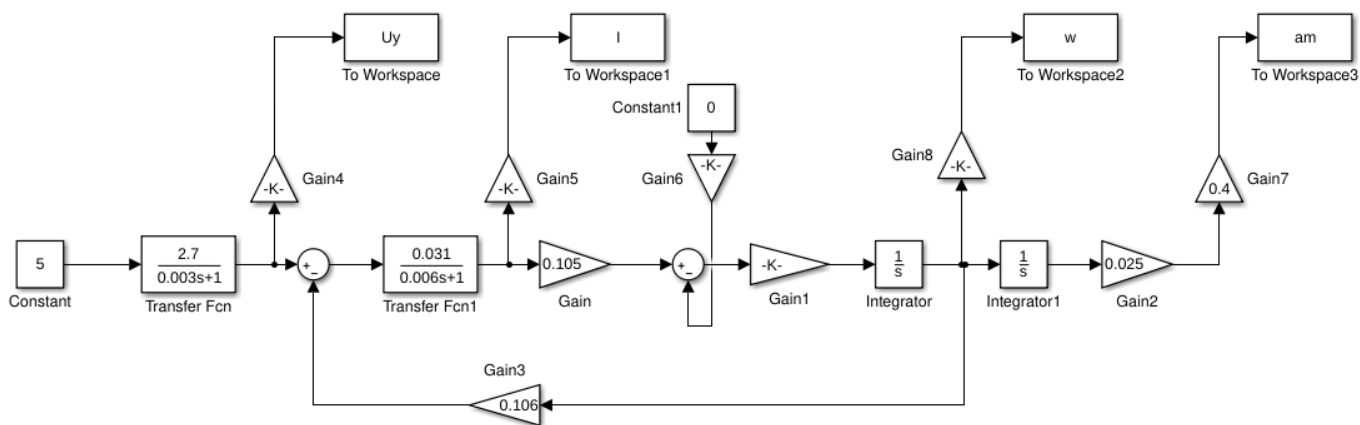 Uy
To Workspace
I
To Workspace1
w
To Workspace2
am
To Workspace3
Constant1
0
-K-
Gain4
-K-
Gain5
Gain6
-K-
Gain8
-K-
0.4
Gain7
5
Constant
2.7
0.003s+1
Transfer Fcn
+
−
0.031
0.006s+1
Transfer Fcn1
0.105
Gain
+
−
-K-
Gain1
1
s
Integrator
1
s
Integrator1
0.025
Gain2
Gain3
0.106